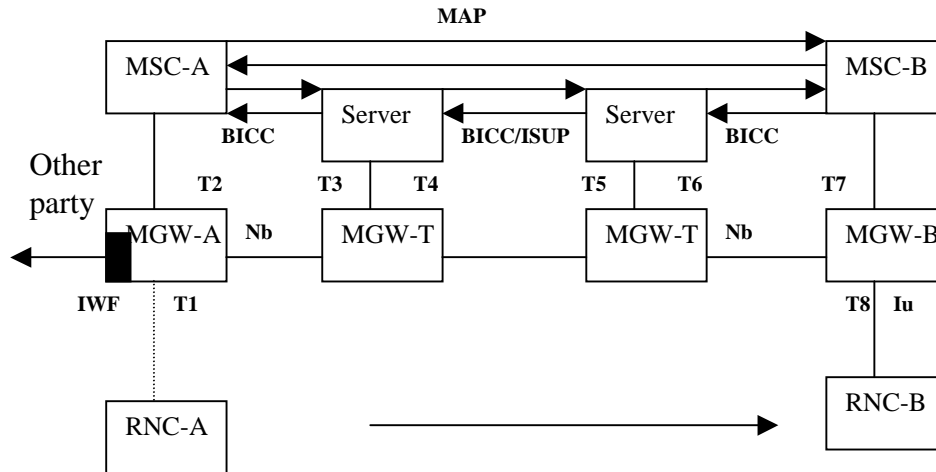 MAP
MSC-A
MSC-B
Server
Server
BICC
BICC/ISUP
BICC
Other
party
T2
T3
T4
T5
T6
T7
MGW-A
Nb
MGW-T
MGW-T
Nb
MGW-B
IWF
T1
T8
Iu
RNC-A
RNC-B